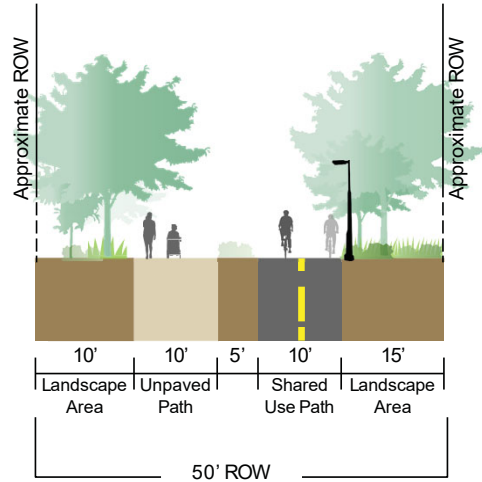 Approximate ROW
Approximate ROW
10’ 10’ 5’ 10’ 15’
Landscape Area
Unpaved Path
Shared Use Path
Landscape Area
50’ ROW